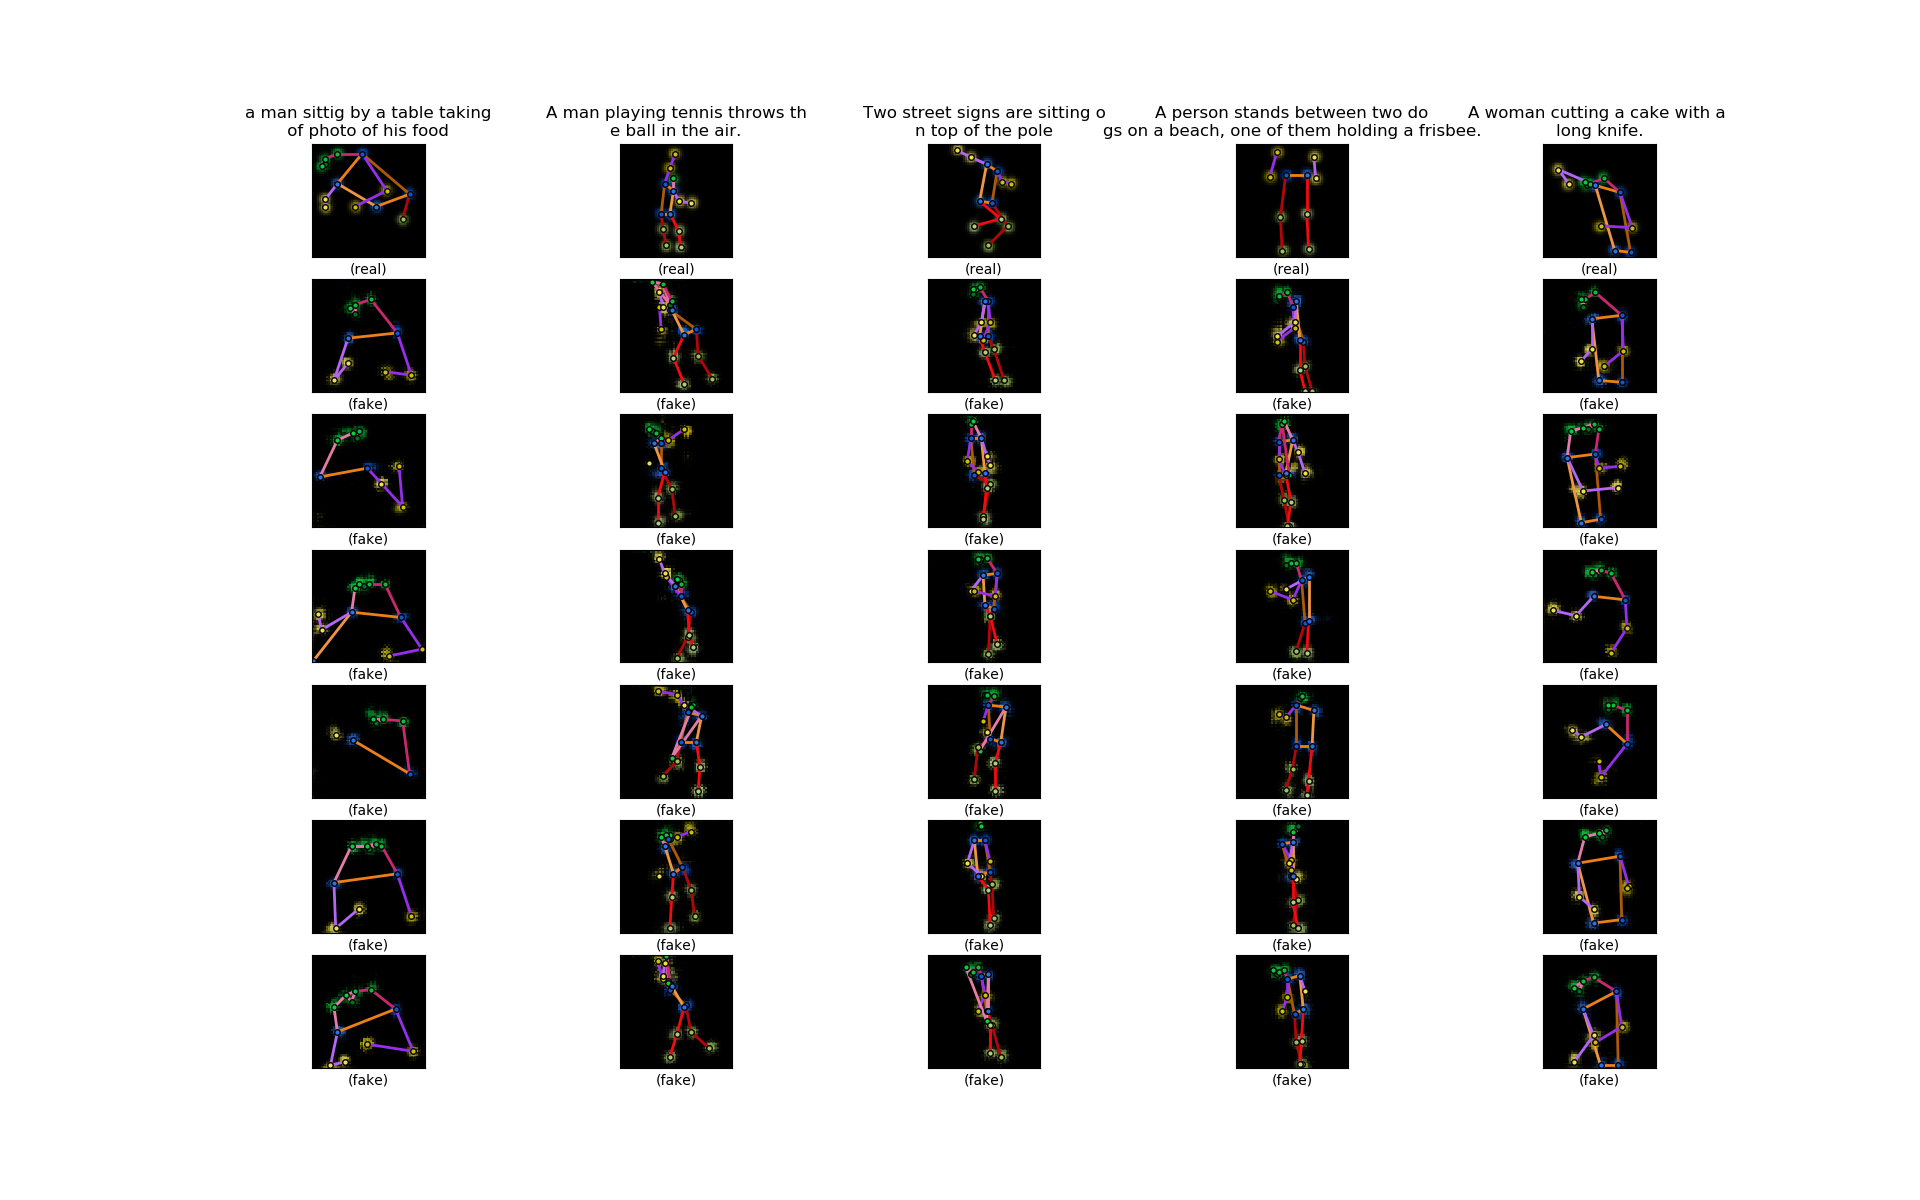 a man sittig by a table taking
of photo of his food
A man playing tennis throws th
e ball in the air.
Two street signs are sitting o
n top of the pole
A person stands between two do
gs on a beach, one of them holding a frisbee.
A woman cutting a cake with a
long knife.
(real) (real) (real) (real) (real)
(fake) (fake) (fake) (fake) (fake)
(fake) (fake) (fake) (fake) (fake)
(fake) (fake) (fake) (fake) (fake)
(fake) (fake) (fake) (fake) (fake)
(fake) (fake) (fake) (fake) (fake)
(fake) (fake) (fake) (fake) (fake)